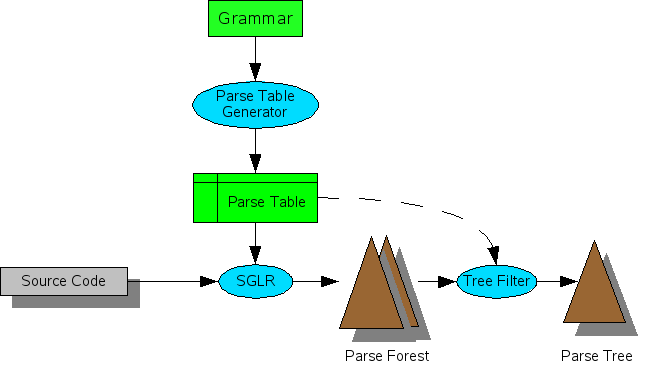 Grammar
Parse Table
Generator
Parse Table
Source Code
SGLR
Tree Filter
Parse Forest
Parse Tree